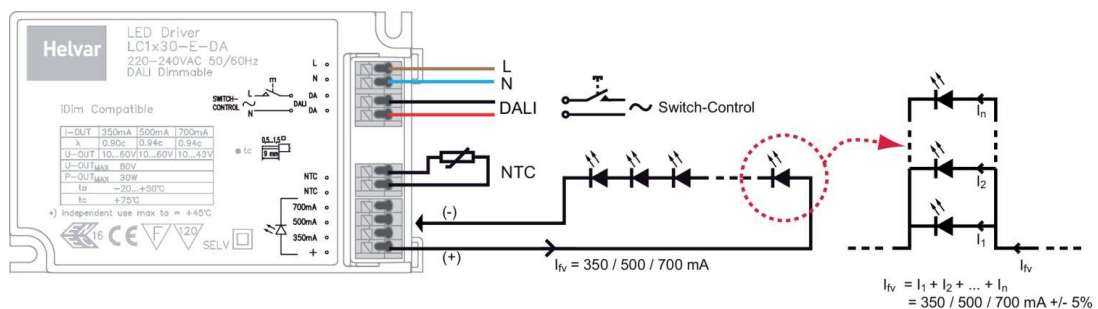 Helvar
LED Driver
LC1x30-E-DA
220-240VAC 50/60Hz
DALI Dimmable
iDim Compatible
I-OUT 350mA 500mA 700mA
λ 0.90c 0.94c 0.94c
U-OUT 10...60V 10...60V 10...43V
U-OUTMAX 80V
P-OUTMAX 30W
ta -20...+50°C
tc +75°C
*) Independent use max ta = +45°C
16 CE F 120 SELV
SWITCH-CONTROL
L
N
m
DALI
L
N
DA
DA
tc
0,5...1,5
9 mm
NTC
NTC
700mA
500mA
350mA
+
L
N
DALI
Switch-Control
NTC
(-)
(+)
Ifv = 350 / 500 / 700 mA
In
I2
I1
Ifv
Ifv = I1 + I2 + ... + In
= 350 / 500 / 700 mA +/- 5%